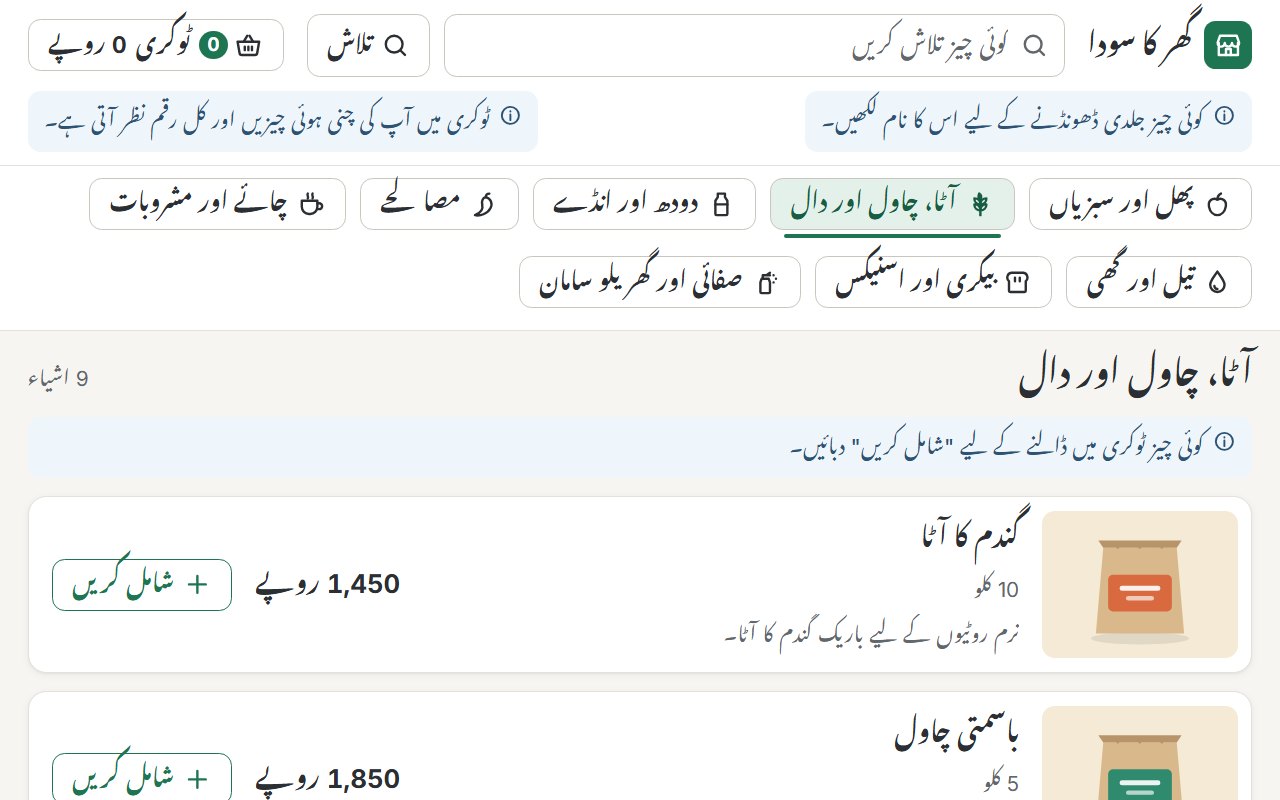 گھر کا سودا
کوئی چیز تلاش کریں
تلاش
0 ٹوکری 0 روپے
کوئی چیز جلدی ڈھونڈنے کے لیے اس کا نام لکھیں۔
ٹوکری میں آپ کی چنی ہوئی چیزیں اور کل رقم نظر آتی ہے۔
پھل اور سبزیاں
آٹا، چاول اور دال
دودھ اور انڈے
مصالحے
چائے اور مشروبات
تیل اور گھی
بیکری اور اسنیکس
صفائی اور گھریلو سامان
آٹا، چاول اور دال
9 اشیاء
کوئی چیز ٹوکری میں ڈالنے کے لیے "شامل کریں" دبائیں۔
گندم کا آٹا
10 کلو
نرم روٹیوں کے لیے باریک گندم کا آٹا۔
1,450 روپے
شامل کریں
باسمتی چاول
5 کلو
1,850 روپے
شامل کریں